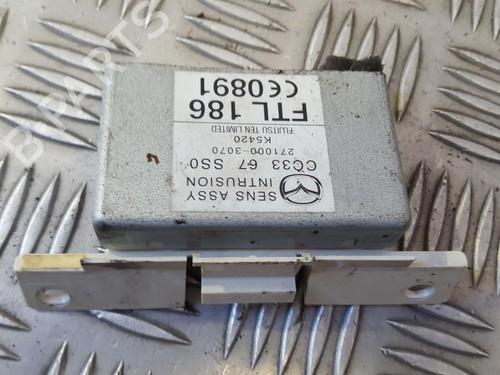 SENS ASSY
INTRUSION
CC33 67 SS0
271000-3070
K5420
FUJITSU TEN LIMITED
FTL 186
CE0891
B-PARTS